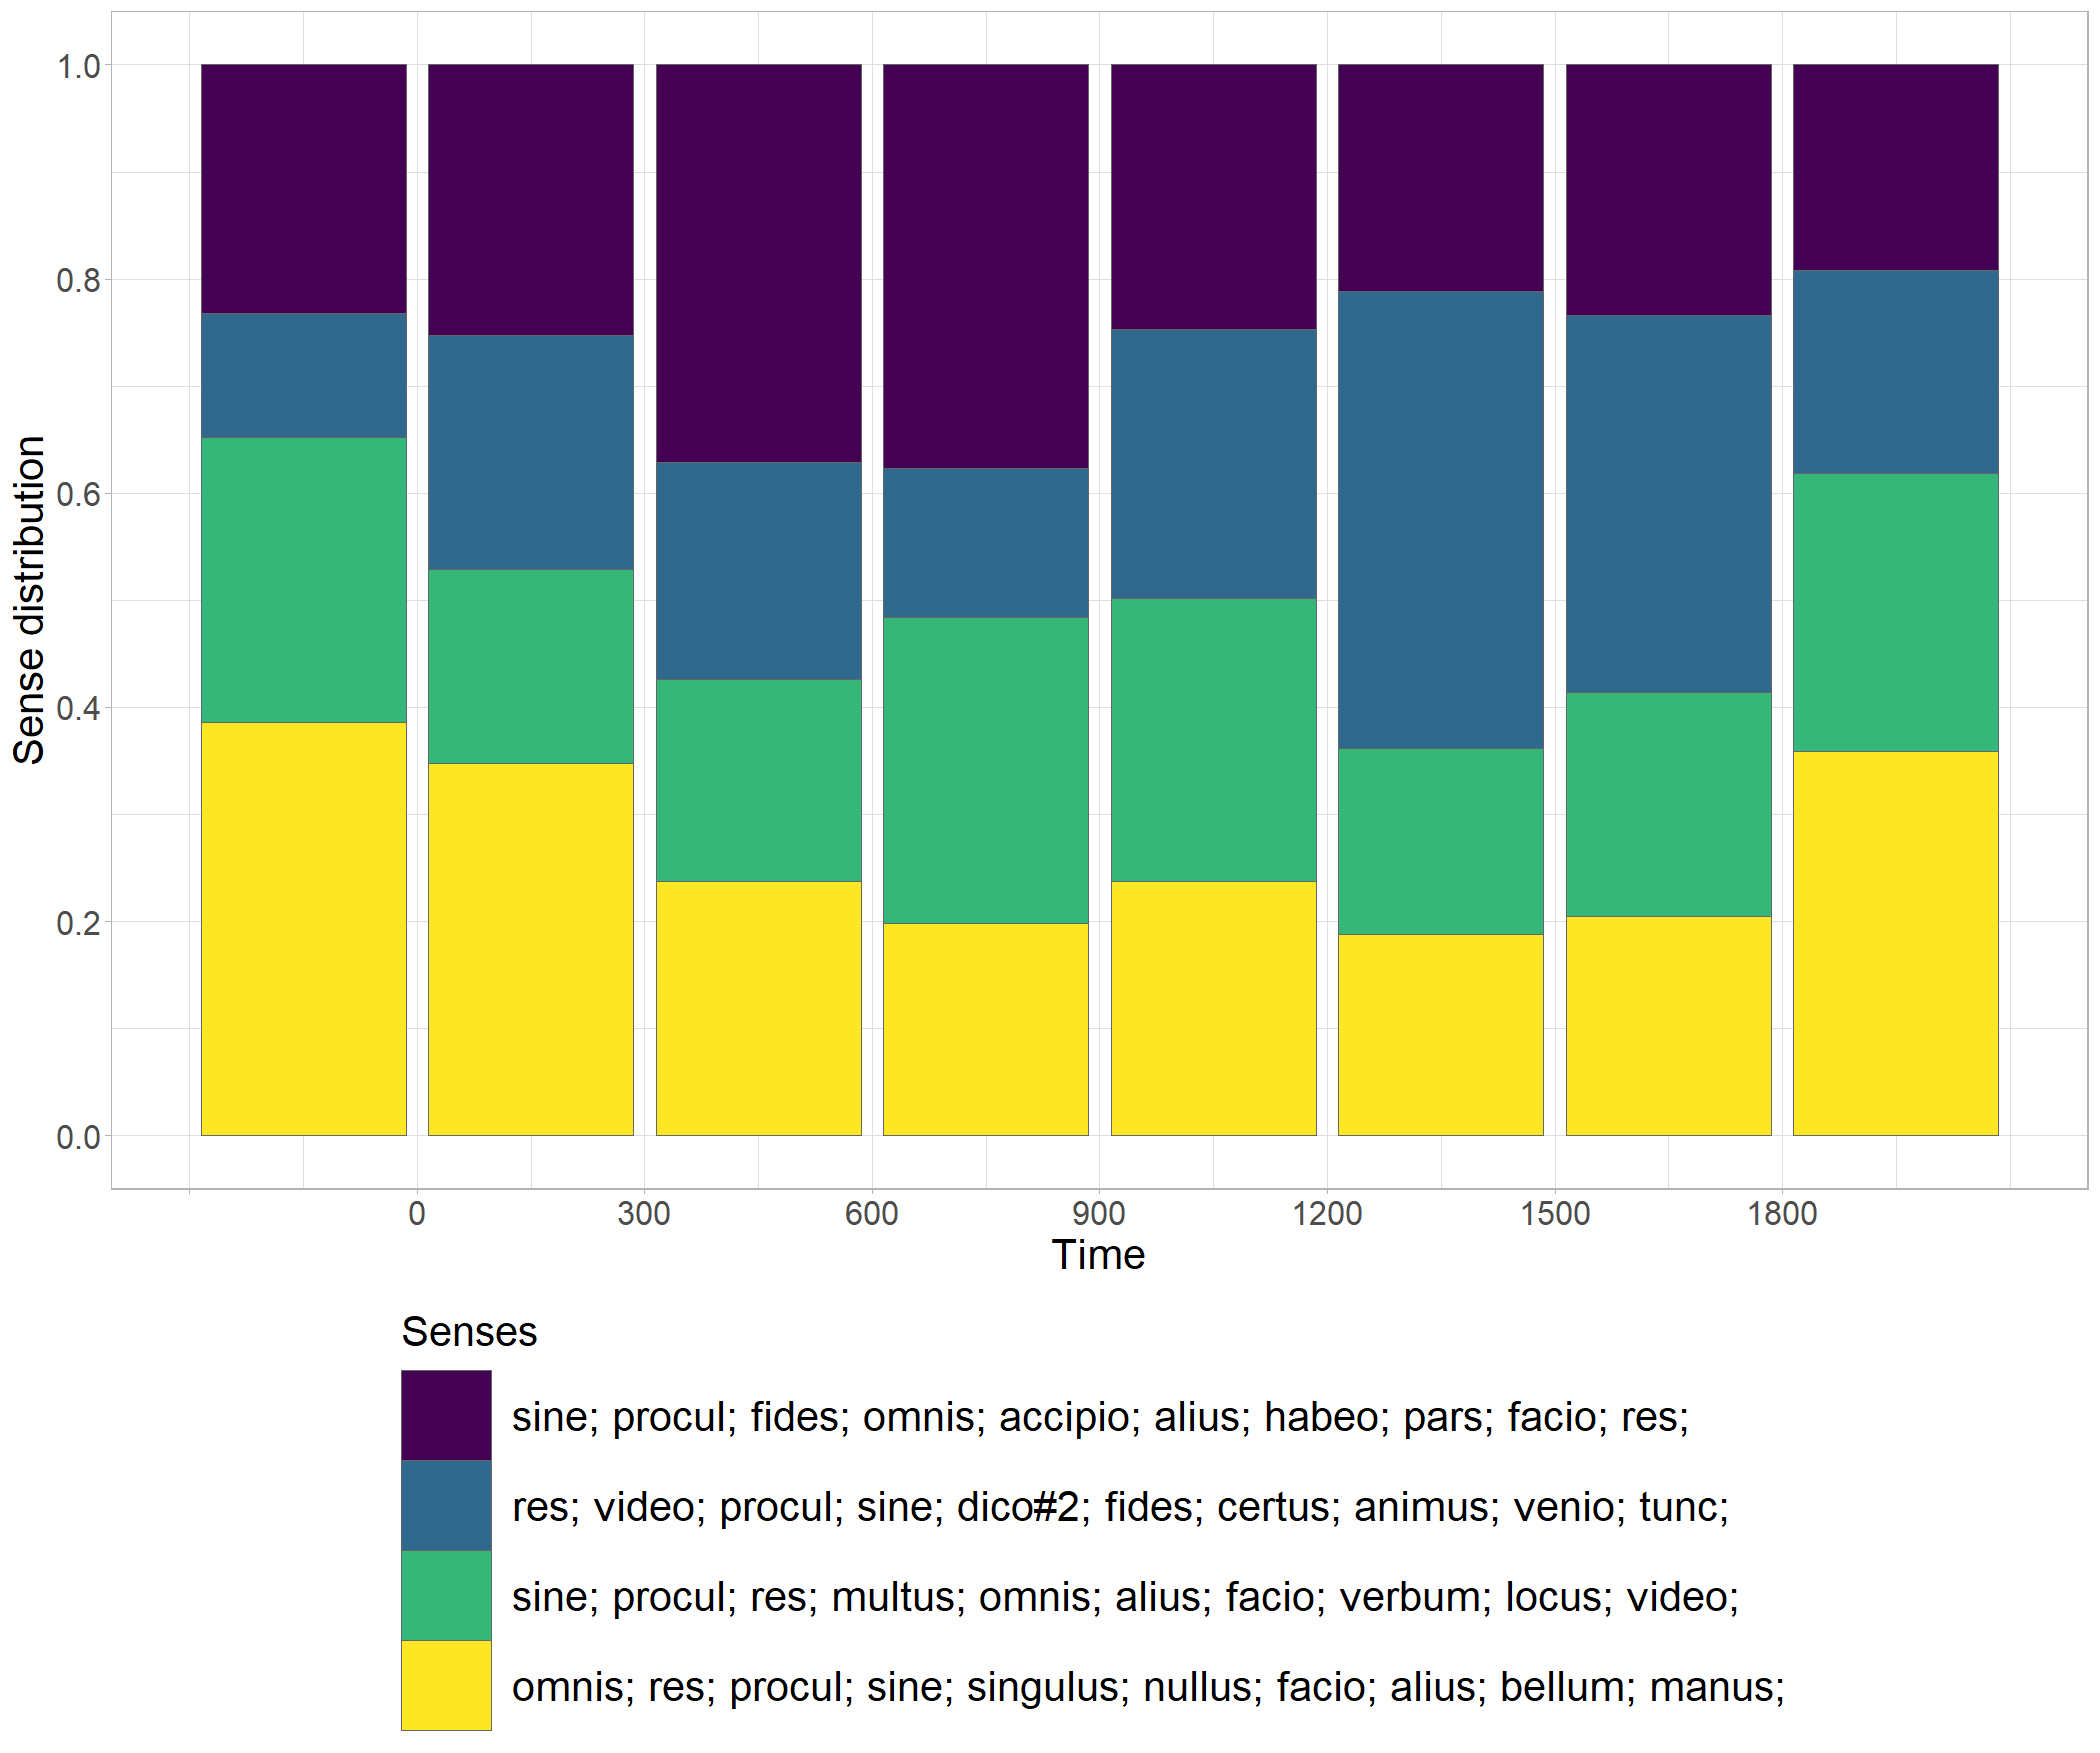 1.0
0.8
0.6
0.4
0.2
0.0
Sense distribution
0 300 600 900 1200 1500 1800
Time
Senses
sine; procul; fides; omnis; accipio; alius; habeo; pars; facio; res;
res; video; procul; sine; dico#2; fides; certus; animus; venio; tunc;
sine; procul; res; multus; omnis; alius; facio; verbum; locus; video;
omnis; res; procul; sine; singulus; nullus; facio; alius; bellum; manus;